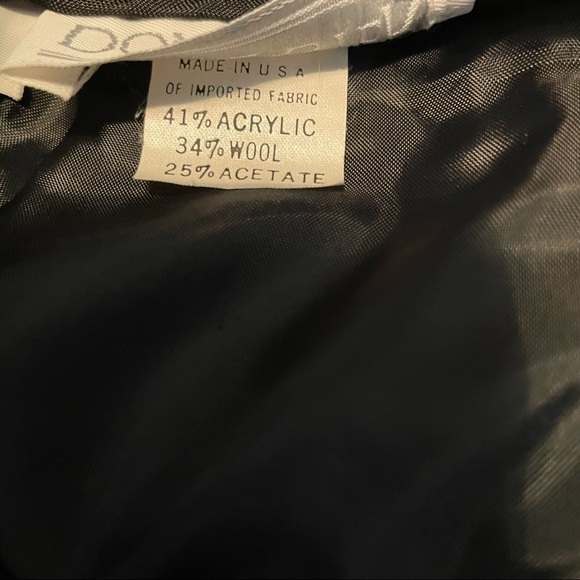 MADE IN U S A
OF IMPORTED FABRIC
41% ACRYLIC
34% WOOL
25% ACETATE